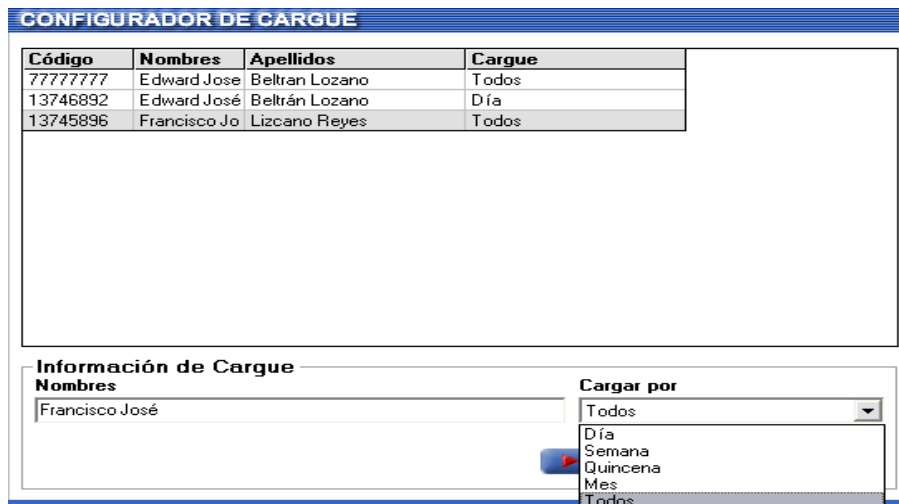 CONFIGURADOR DE CARGUE
Código Nombres Apellidos Cargue
77777777 Edward Jose Beltran Lozano Todos
13746892 Edward José Beltrán Lozano Día
13745896 Francisco Jo Lizcano Reyes Todos
Información de Cargue
Nombres Cargar por
Francisco José Todos
Día
Semana
Quincena
Mes
Todos